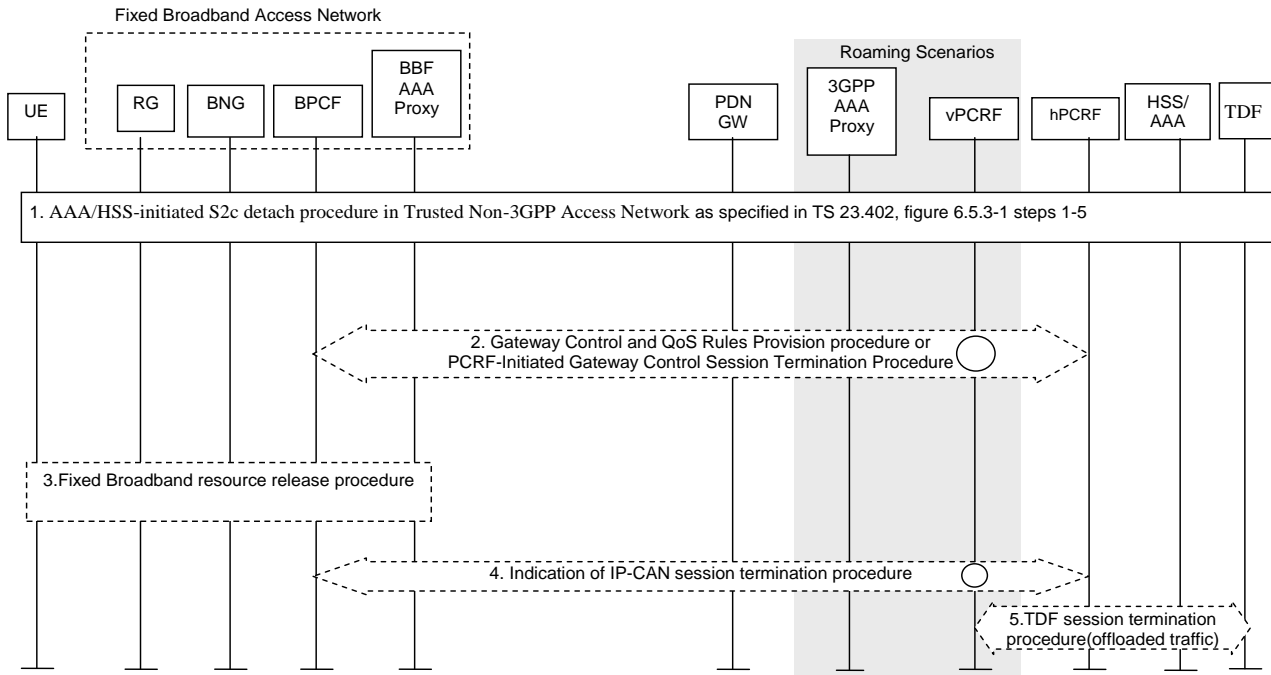 Fixed Broadband Access Network
Roaming Scenarios
UE
RG
BNG
BPCF
BBF
AAA
Proxy
PDN
GW
3GPP
AAA
Proxy
vPCRF
hPCRF
HSS/
AAA
TDF
1. AAA/HSS-initiated S2c detach procedure in Trusted Non-3GPP Access Network as specified in TS 23.402, figure 6.5.3-1 steps 1-5
2. Gateway Control and QoS Rules Provision procedure or
PCRF-Initiated Gateway Control Session Termination Procedure
3.Fixed Broadband resource release procedure
4. Indication of IP-CAN session termination procedure
5.TDF session termination
procedure(offloaded traffic)